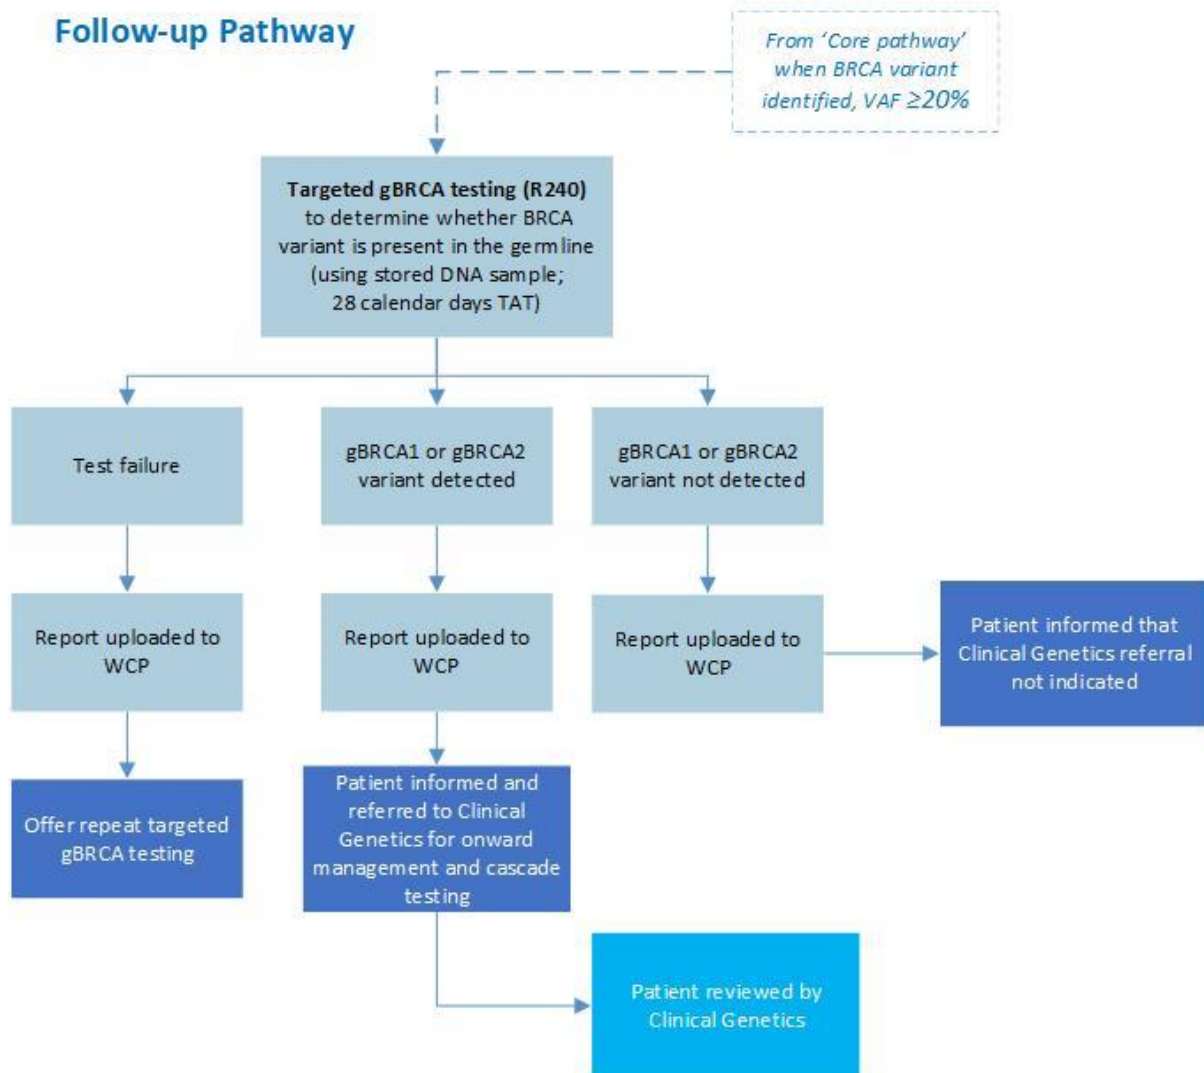 Follow-up Pathway
From ‘Core pathway’
when BRCA variant
identified, VAF ≥20%
Targeted gBRCA testing (R240)
to determine whether BRCA
variant is present in the germline
(using stored DNA sample;
28 calendar days TAT)
Test failure
gBRCA1 or gBRCA2
variant detected
gBRCA1 or gBRCA2
variant not detected
Report uploaded to
WCP
Report uploaded to
WCP
Report uploaded to
WCP
Patient informed that
Clinical Genetics referral
not indicated
Offer repeat targeted
gBRCA testing
Patient informed and
referred to Clinical
Genetics for onward
management and cascade
testing
Patient reviewed by
Clinical Genetics